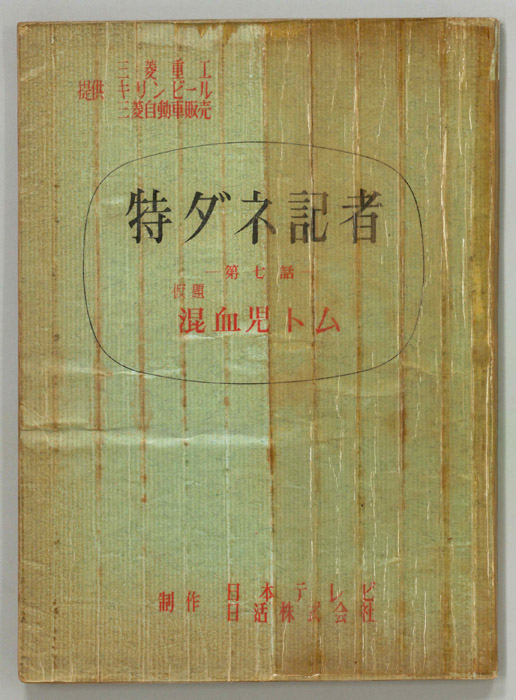 三菱重工
提供 キリンビール
三菱自動車販売
特ダネ記者
第七話
仮題
混血児トム
制作 日本テレビ
日活株式会社